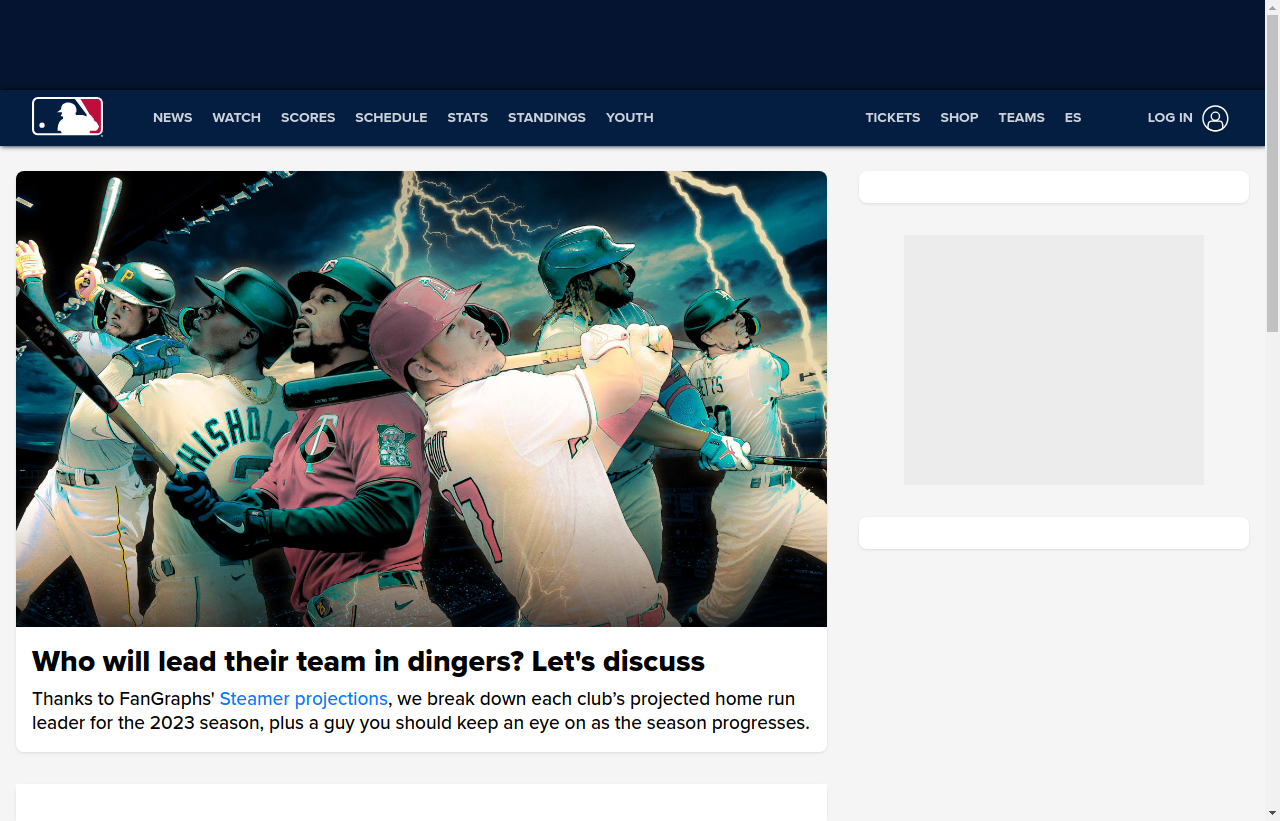 NEWS WATCH SCORES SCHEDULE STATS STANDINGS YOUTH TICKETS SHOP TEAMS ES LOG IN
Who will lead their team in dingers? Let's discuss
Thanks to FanGraphs' Steamer projections, we break down each club’s projected home run
leader for the 2023 season, plus a guy you should keep an eye on as the season progresses.